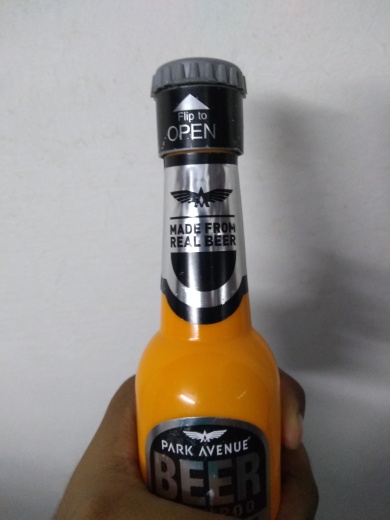 Flip to
OPEN
MADE FROM
REAL BEER
PARK AVENUE
BEER